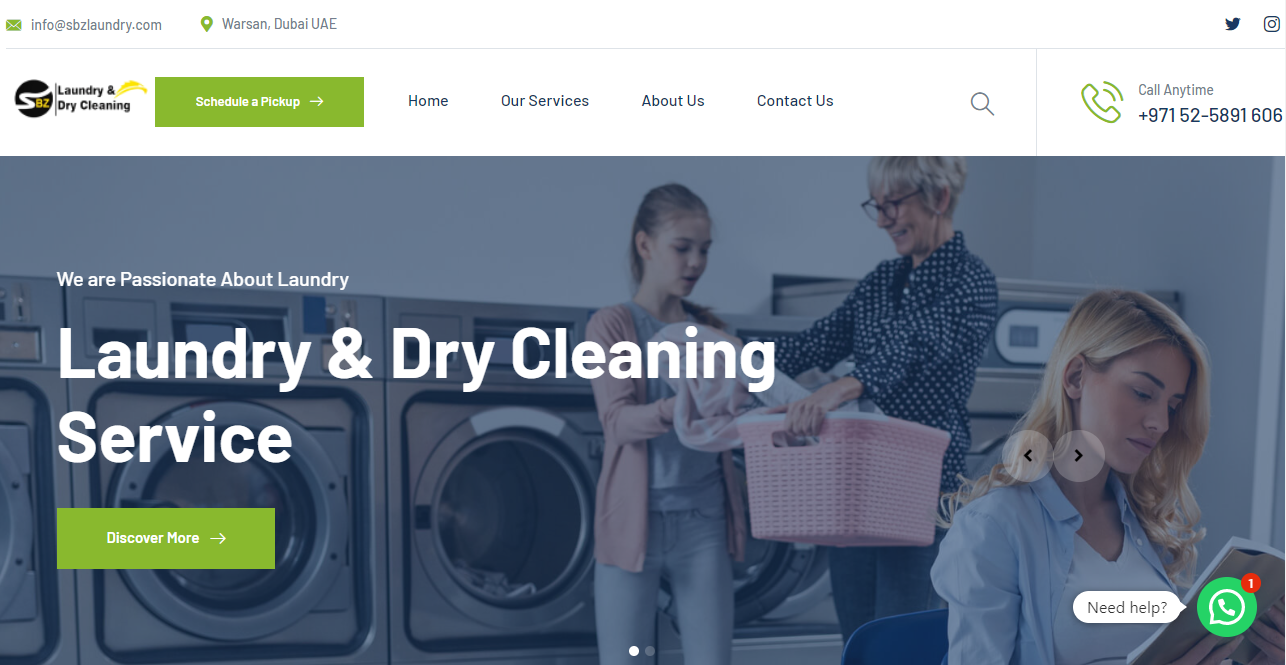 info@sbzlaundry.com
Warsan, Dubai UAE
SBZ
Laundry &
Dry Cleaning
Schedule a Pickup
Home
Our Services
About Us
Contact Us
Call Anytime
+971 52-5891 606
We are Passionate About Laundry
Laundry & Dry Cleaning
Service
Discover More
Need help?
1